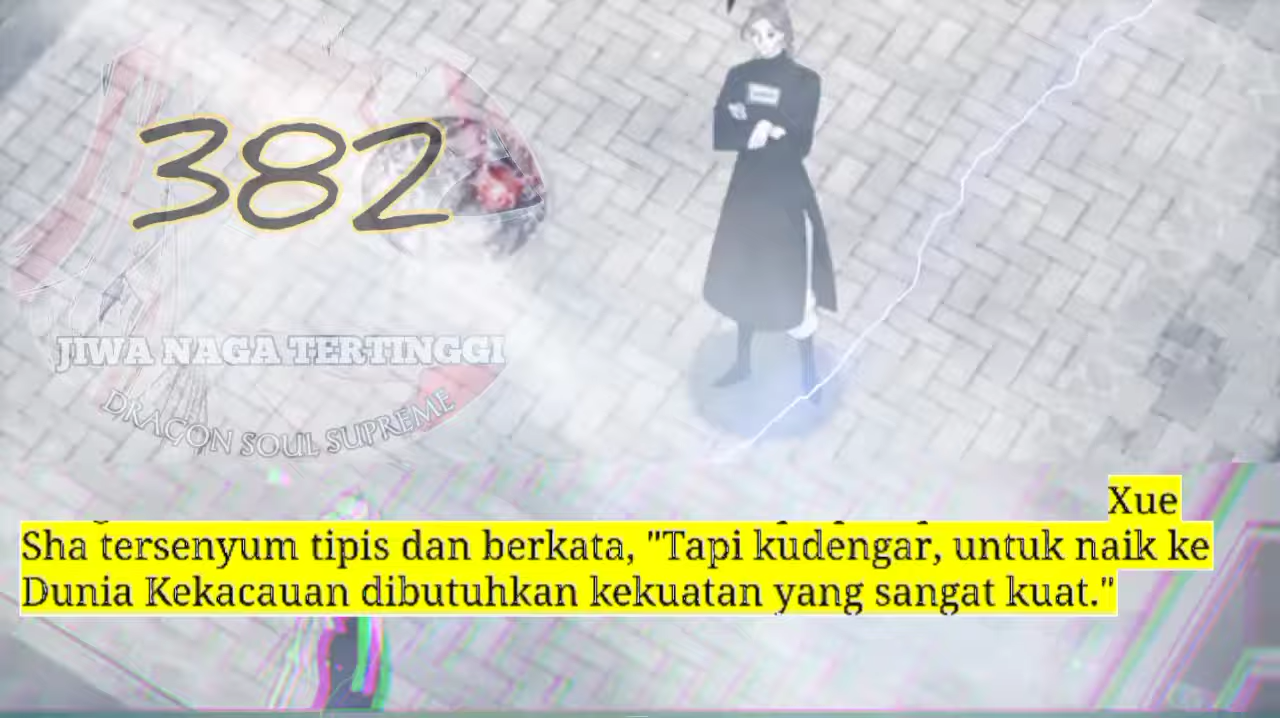 382
JIWA NAGA TERTINGGI
DRAGON SOUL SUPREME
Xue
Sha tersenyum tipis dan berkata, "Tapi kudengar, untuk naik ke
Dunia Kekacauan dibutuhkan kekuatan yang sangat kuat."